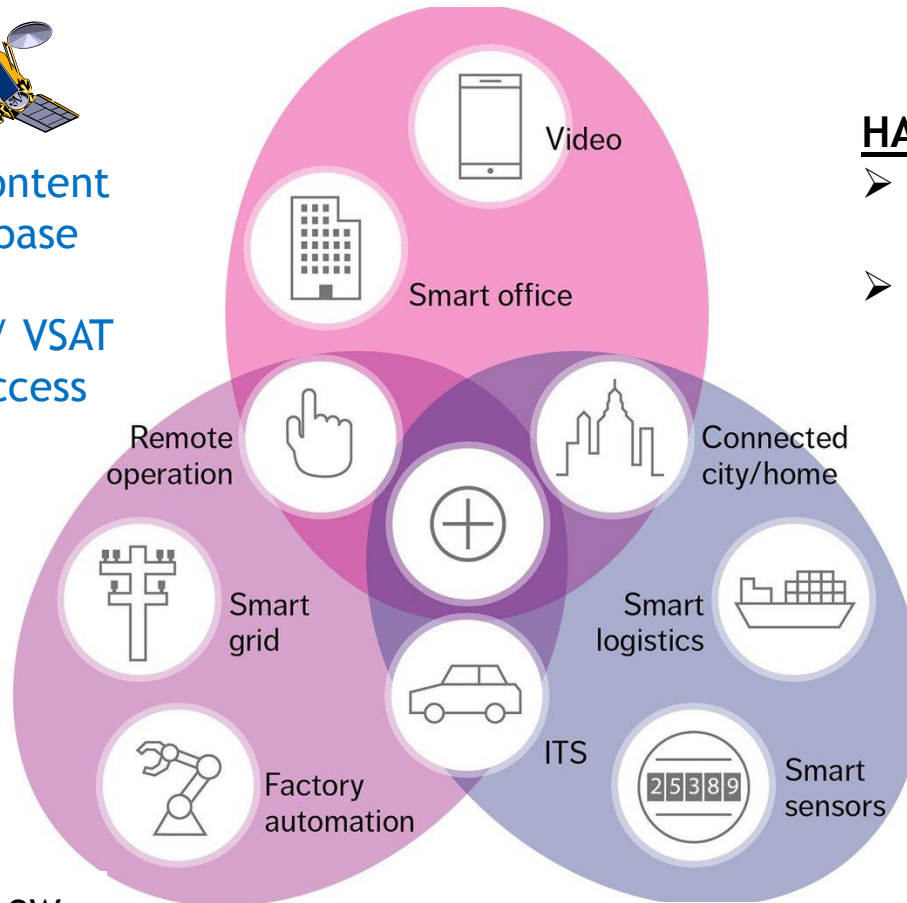 Video
HA
➢
ontent
base
➢
Smart office
/ VSAT
ccess
Remote
operation
Connected
city/home
Smart
grid
Smart
logistics
ITS
Factory
automation
25389
Smart
sensors